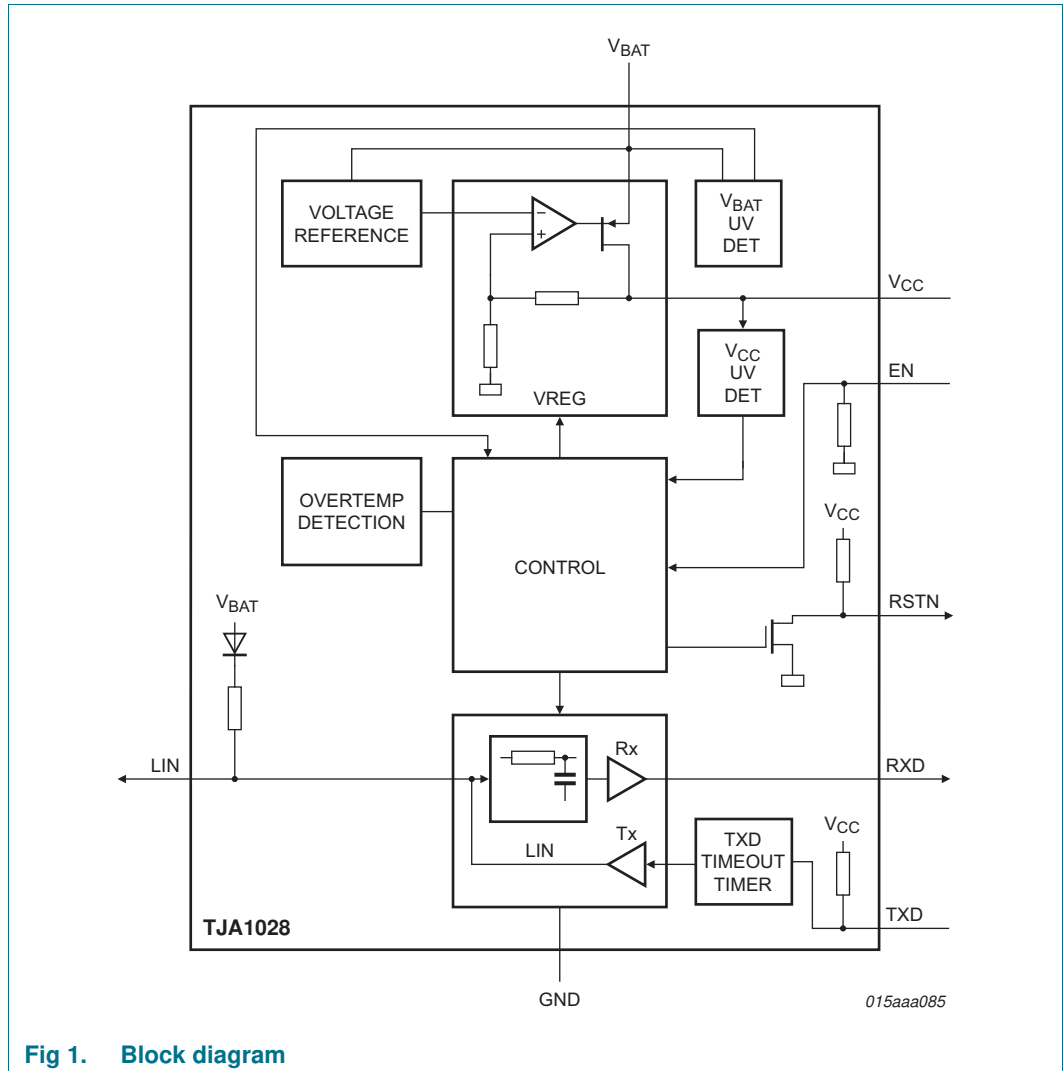 VBAT
VOLTAGE
REFERENCE
−
+
VREG
VBAT
UV
DET
VCC
VCC
UV
DET
EN
OVERTEMP
DETECTION
CONTROL
VCC
RSTN
VBAT
LIN
Rx
RXD
Tx
LIN
TXD
TIMEOUT
TIMER
VCC
TXD
TJA1028
GND
015aaa085
Fig 1. Block diagram